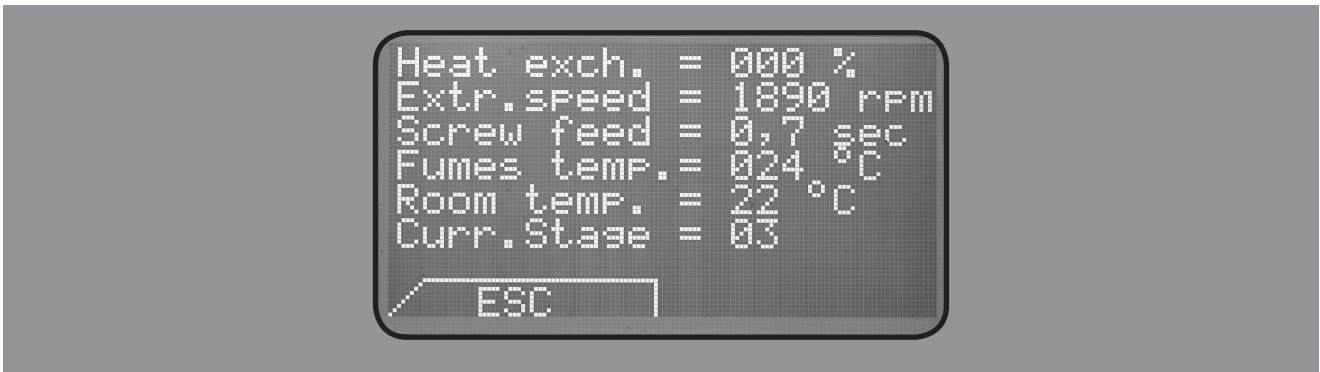 Heat exch. = 000 %
Extr.speed = 1890 rpm
Screw feed = 0,7 sec
Fumes temp.= 024 °C
Room temp. = 22 °C
Curr.Stage = 03
ESC